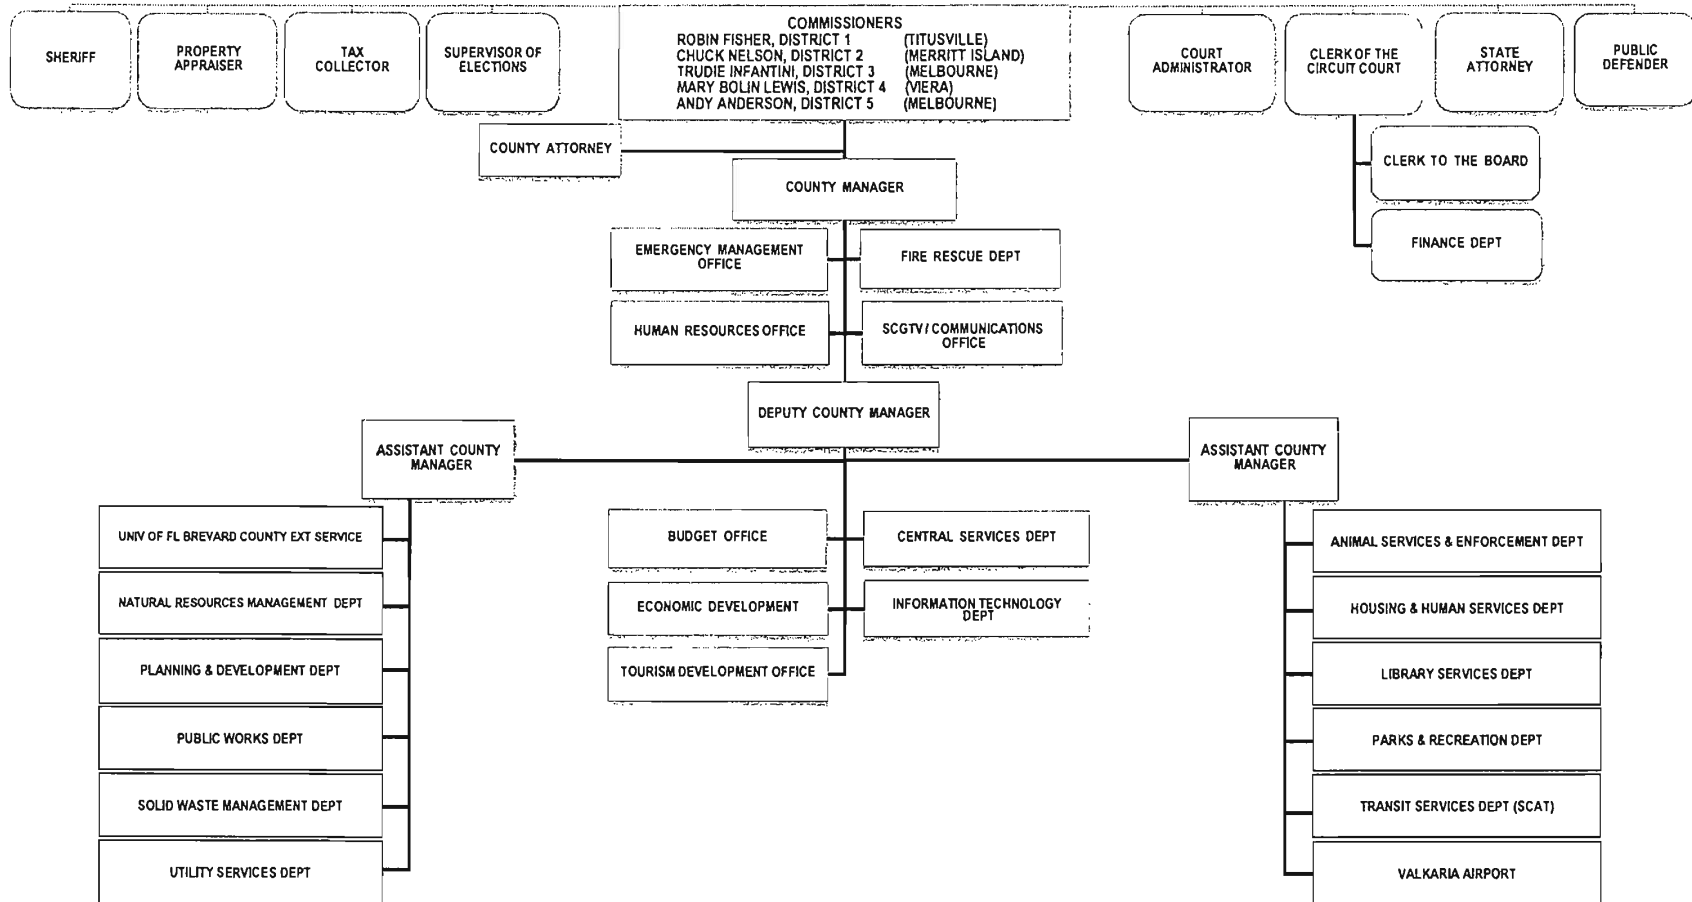 SHERIFF
PROPERTY
APPRAISER
TAX
COLLECTOR
SUPERVISOR OF
ELECTIONS
COMMISSIONERS
ROBIN FISHER, DISTRICT 1 (TITUSVILLE)
CHUCK NELSON, DISTRICT 2 (MERRITT ISLAND)
TRUDIE INFANTINI, DISTRICT 3 (MELBOURNE)
MARY BOLIN LEWIS, DISTRICT 4 (VIERA)
ANDY ANDERSON, DISTRICT 5 (MELBOURNE)
COURT
ADMINISTRATOR
CLERK OF THE
CIRCUIT COURT
STATE
ATTORNEY
PUBLIC
DEFENDER
COUNTY ATTORNEY
CLERK TO THE BOARD
COUNTY MANAGER
FINANCE DEPT
EMERGENCY MANAGEMENT
OFFICE
FIRE RESCUE DEPT
HUMAN RESOURCES OFFICE
SCGTV / COMMUNICATIONS
OFFICE
DEPUTY COUNTY MANAGER
ASSISTANT COUNTY
MANAGER
ASSISTANT COUNTY
MANAGER
UNIV OF FL BREVARD COUNTY EXT SERVICE
NATURAL RESOURCES MANAGEMENT DEPT
PLANNING & DEVELOPMENT DEPT
PUBLIC WORKS DEPT
SOLID WASTE MANAGEMENT DEPT
UTILITY SERVICES DEPT
BUDGET OFFICE
CENTRAL SERVICES DEPT
ECONOMIC DEVELOPMENT
INFORMATION TECHNOLOGY
DEPT
TOURISM DEVELOPMENT OFFICE
ANIMAL SERVICES & ENFORCEMENT DEPT
HOUSING & HUMAN SERVICES DEPT
LIBRARY SERVICES DEPT
PARKS & RECREATION DEPT
TRANSIT SERVICES DEPT (SCAT)
VALKARIA AIRPORT